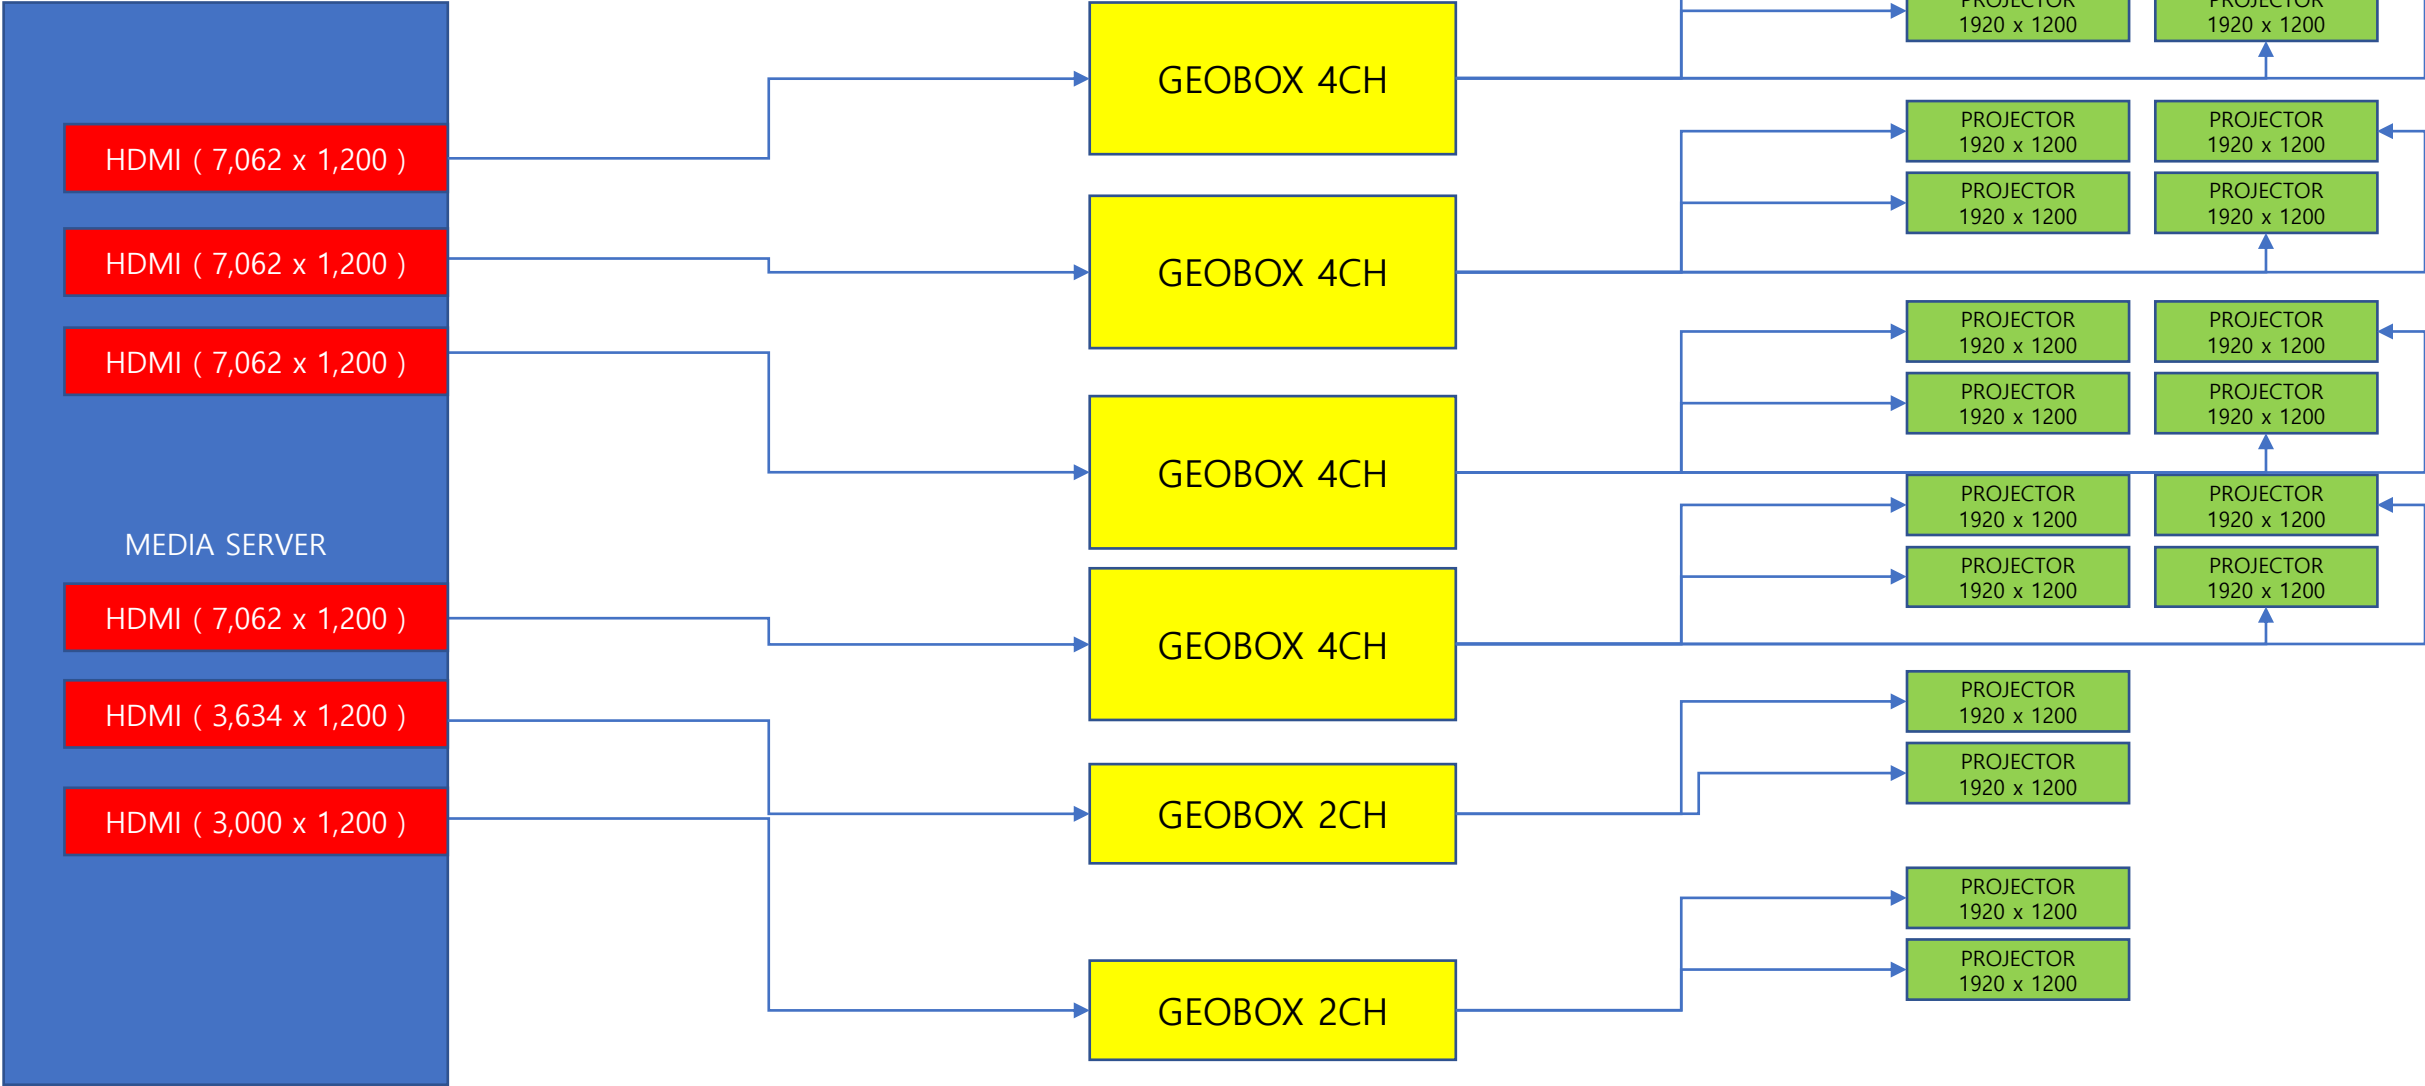 MEDIA SERVER
HDMI ( 7,062 x 1,200 )
HDMI ( 7,062 x 1,200 )
HDMI ( 7,062 x 1,200 )
HDMI ( 7,062 x 1,200 )
HDMI ( 3,634 x 1,200 )
HDMI ( 3,000 x 1,200 )
GEOBOX 4CH
GEOBOX 4CH
GEOBOX 4CH
GEOBOX 4CH
GEOBOX 2CH
GEOBOX 2CH
PROJECTOR
1920 x 1200
PROJECTOR
1920 x 1200
PROJECTOR
1920 x 1200
PROJECTOR
1920 x 1200
PROJECTOR
1920 x 1200
PROJECTOR
1920 x 1200
PROJECTOR
1920 x 1200
PROJECTOR
1920 x 1200
PROJECTOR
1920 x 1200
PROJECTOR
1920 x 1200
PROJECTOR
1920 x 1200
PROJECTOR
1920 x 1200
PROJECTOR
1920 x 1200
PROJECTOR
1920 x 1200
PROJECTOR
1920 x 1200
PROJECTOR
1920 x 1200
PROJECTOR
1920 x 1200
PROJECTOR
1920 x 1200